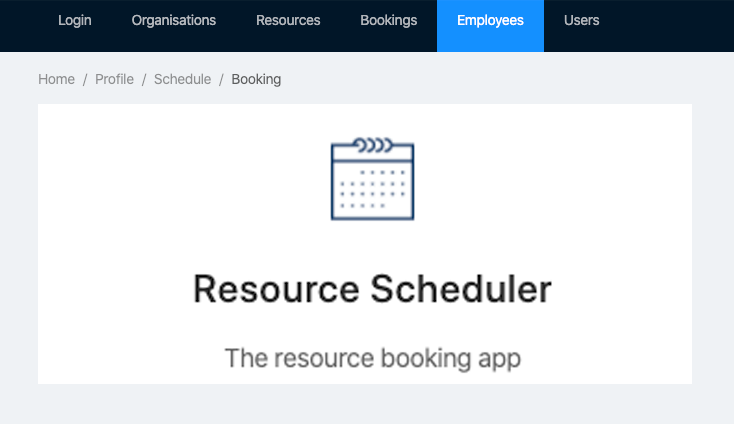 Login Organisations Resources Bookings Employees Users
Home / Profile / Schedule / Booking
Resource Scheduler
The resource booking app